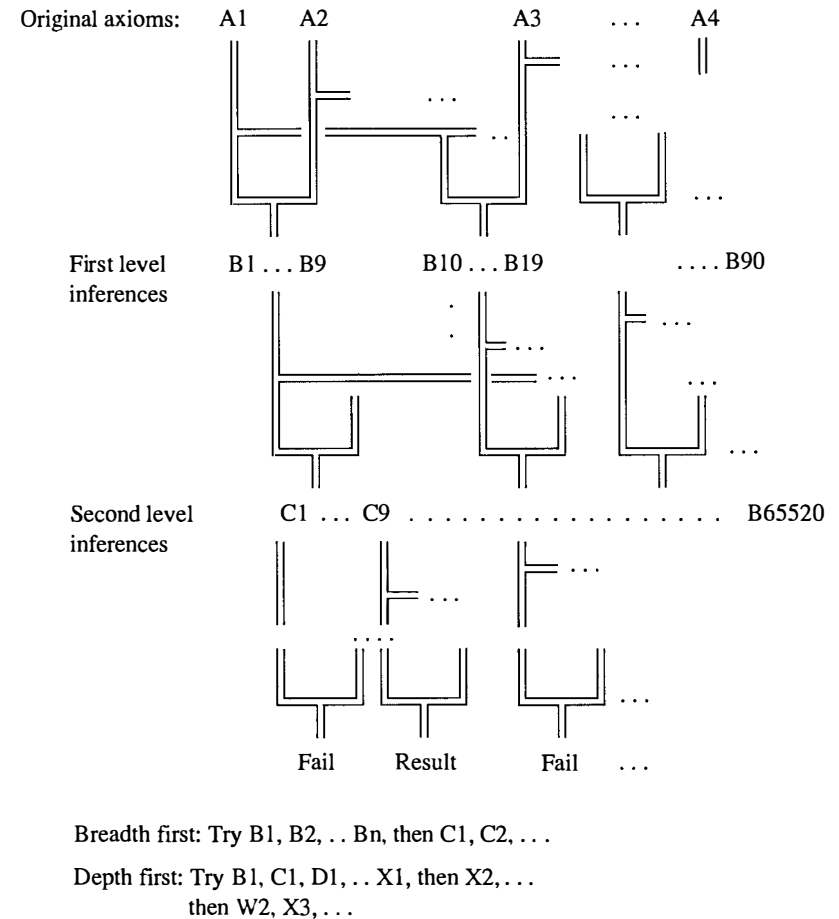 Original axioms: A1 A2 A3 ... A4
...
...
...
..
...
First level B1 ... B9 B10 ... B19 .... B90
inferences
...
...
...
...
...
Second level C1 ... C9 . . . . . . . . . . . . . . . . . . . B65520
inferences
...
...
....
...
Fail Result Fail ...
Breadth first: Try B1, B2, .. Bn, then C1, C2, ...
Depth first: Try B1, C1, D1, .. X1, then X2, ...
then W2, X3, ...